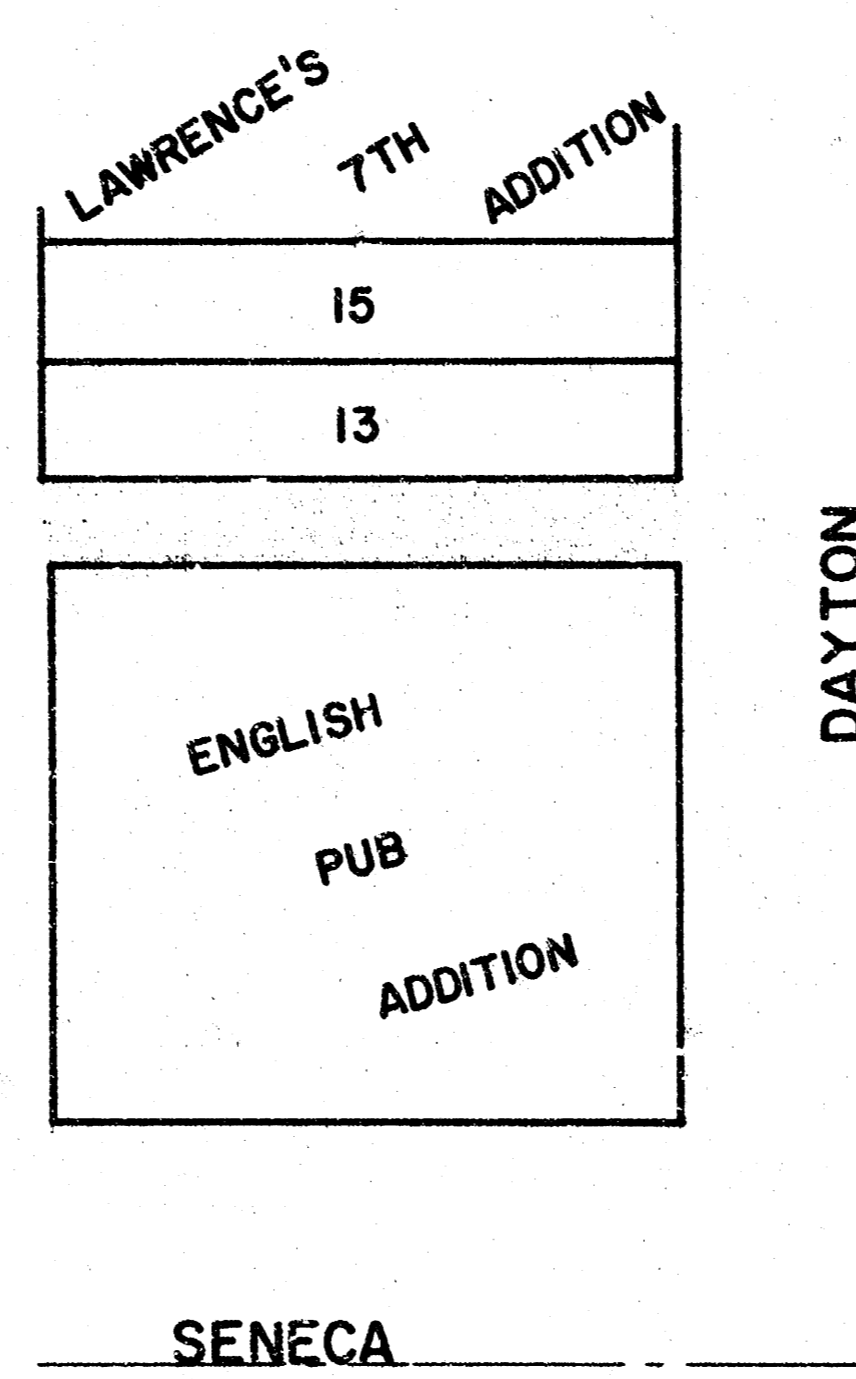 LAWRENCE'S 7TH ADDITION
15
13
DAYTON
ENGLISH
PUB
ADDITION
SENECA